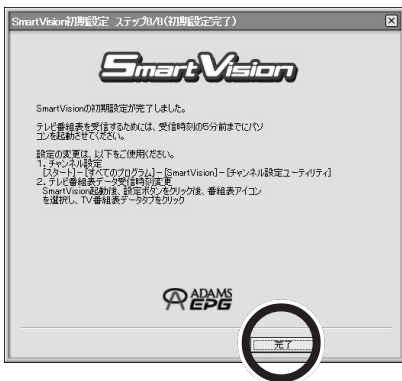 SmartVision初期設定 ステップ8/8(初期設定完了)
SmartVision
SmartVisionの初期設定が完了しました。
テレビ番組表を受信するためには、受信時刻の5分前までにパソ
コンを起動させてください。
設定の変更は、以下をご使用ください。
1. チャンネル設定
[スタート]-[すべてのプログラム]-[SmartVision]-[チャンネル設定ユーティリティ]
2. テレビ番組表データ受信時刻変更
SmartVision起動後、設定ボタンをクリック後、番組表アイコン
を選択し、TV番組表データタブをクリック
ADAMS
EPG
完了